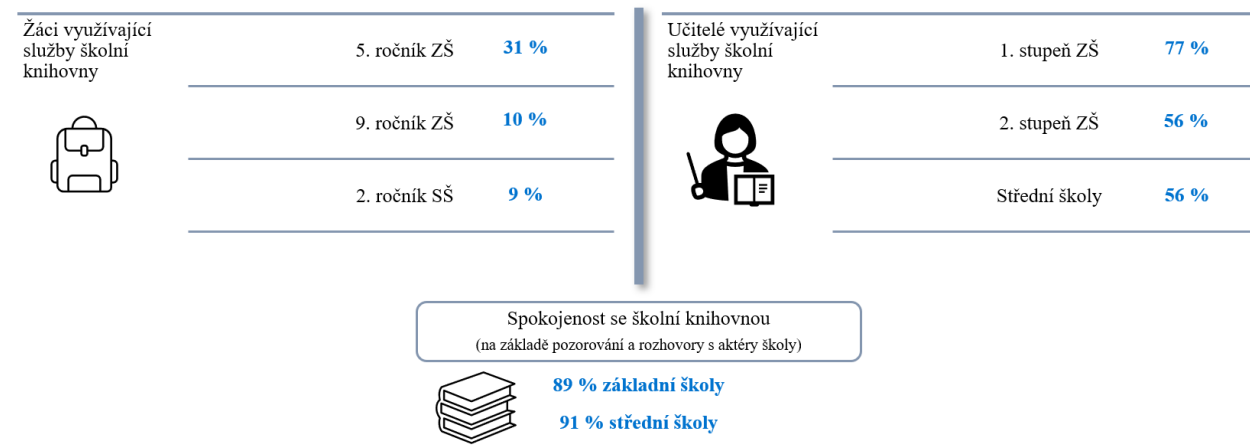 Žáci využívající
služby školní
knihovny
5. ročník ZŠ 31 %
9. ročník ZŠ 10 %
2. ročník SŠ 9 %
Učitelé využívající
služby školní
knihovny
1. stupeň ZŠ 77 %
2. stupeň ZŠ 56 %
Střední školy 56 %
Spokojenost se školní knihovnou
(na základě pozorování a rozhovory s aktéry školy)
89 % základní školy
91 % střední školy